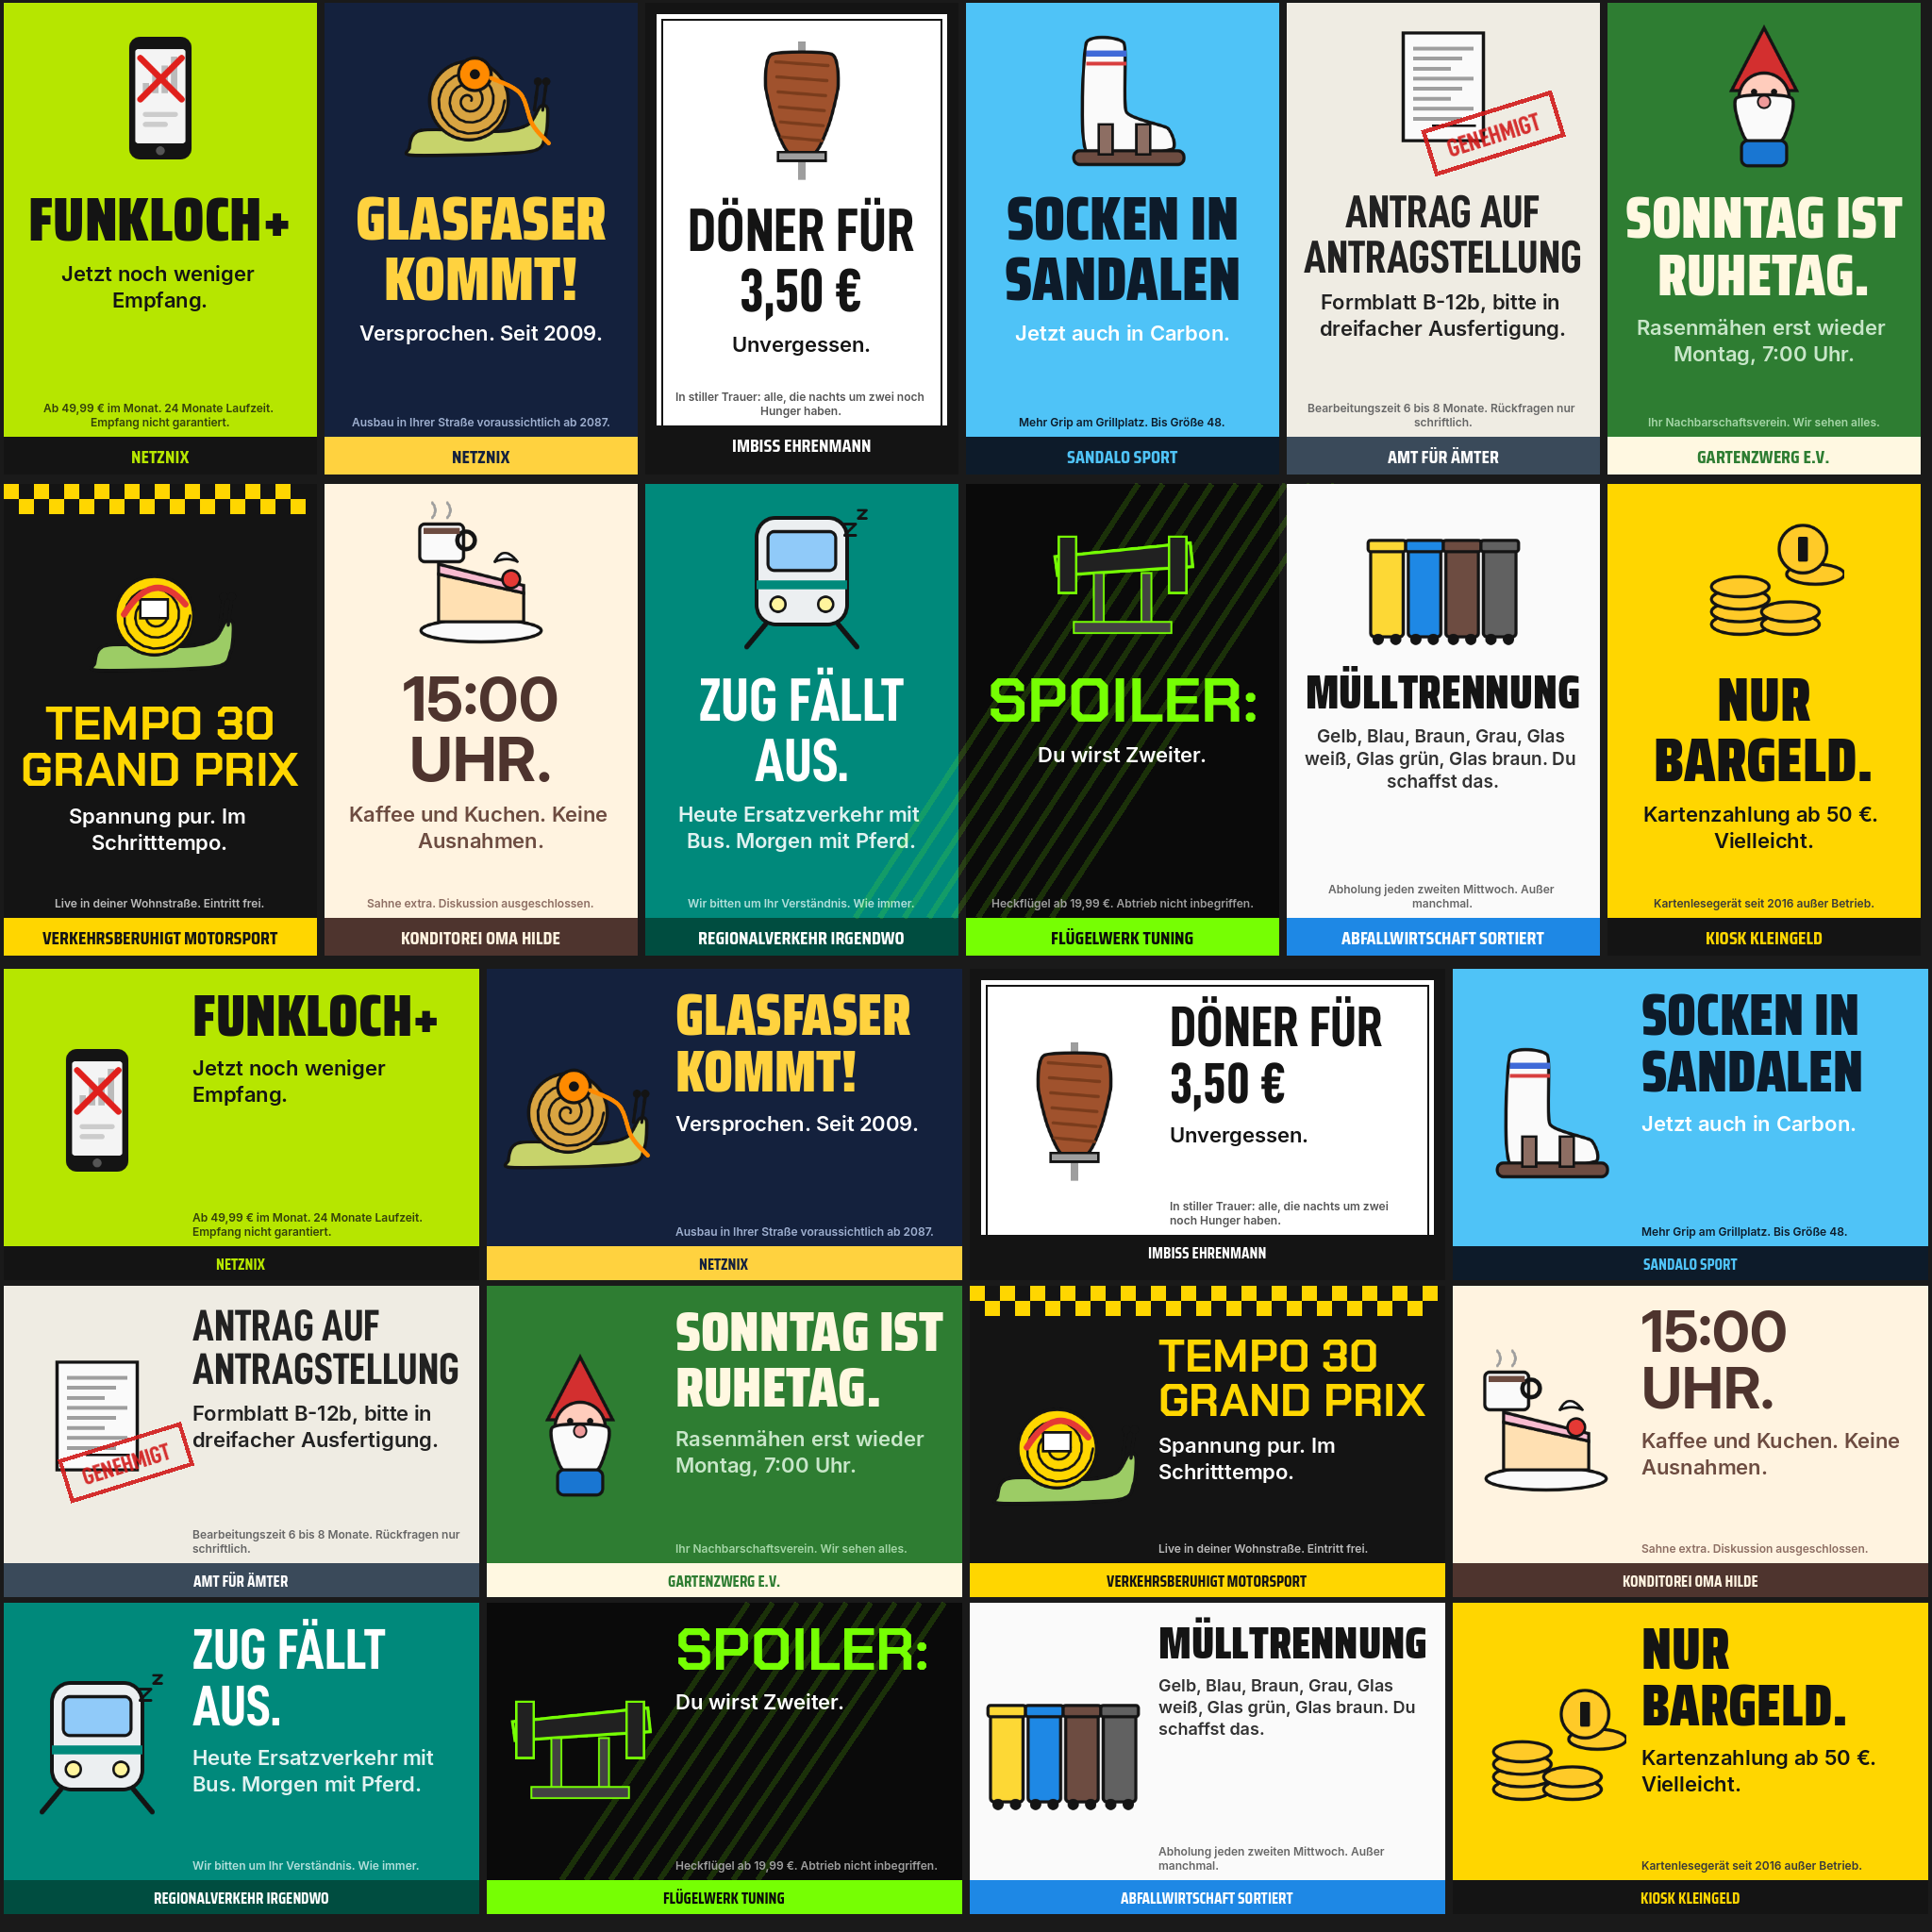 FUNKLOCH+
Jetzt noch weniger
Empfang.
Ab 49,99 € im Monat. 24 Monate Laufzeit.
Empfang nicht garantiert.
NETZNIX
GLASFASER
KOMMT!
Versprochen. Seit 2009.
Ausbau in Ihrer Straße voraussichtlich ab 2087.
NETZNIX
DÖNER FÜR
3,50 €
Unvergessen.
In stiller Trauer: alle, die nachts um zwei noch
Hunger haben.
IMBISS EHRENMANN
SOCKEN IN
SANDALEN
Jetzt auch in Carbon.
Mehr Grip am Grillplatz. Bis Größe 48.
SANDALO SPORT
GENEHMIGT
ANTRAG AUF
ANTRAGSTELLUNG
Formblatt B-12b, bitte in
dreifacher Ausfertigung.
Bearbeitungszeit 6 bis 8 Monate. Rückfragen nur
schriftlich.
AMT FÜR ÄMTER
SONNTAG IST
RUHETAG.
Rasenmähen erst wieder
Montag, 7:00 Uhr.
Ihr Nachbarschaftsverein. Wir sehen alles.
GARTENZWERG E.V.
TEMPO 30
GRAND PRIX
Spannung pur. Im
Schritttempo.
Live in deiner Wohnstraße. Eintritt frei.
VERKEHRSBERUHIGT MOTORSPORT
15:00
UHR.
Kaffee und Kuchen. Keine
Ausnahmen.
Sahne extra. Diskussion ausgeschlossen.
KONDITOREI OMA HILDE
Z
Z
ZUG FÄLLT
AUS.
Heute Ersatzverkehr mit
Bus. Morgen mit Pferd.
Wir bitten um Ihr Verständnis. Wie immer.
REGIONALVERKEHR IRGENDWO
SPOILER:
Du wirst Zweiter.
Heckflügel ab 19,99 €. Abtrieb nicht inbegriffen.
FLÜGELWERK TUNING
MÜLLTRENNUNG
Gelb, Blau, Braun, Grau, Glas
weiß, Glas grün, Glas braun. Du
schaffst das.
Abholung jeden zweiten Mittwoch. Außer
manchmal.
ABFALLWIRTSCHAFT SORTIERT
NUR
BARGELD.
Kartenzahlung ab 50 €.
Vielleicht.
Kartenlesegerät seit 2016 außer Betrieb.
KIOSK KLEINGELD
FUNKLOCH+
Jetzt noch weniger
Empfang.
Ab 49,99 € im Monat. 24 Monate Laufzeit.
Empfang nicht garantiert.
NETZNIX
GLASFASER
KOMMT!
Versprochen. Seit 2009.
Ausbau in Ihrer Straße voraussichtlich ab 2087.
NETZNIX
DÖNER FÜR
3,50 €
Unvergessen.
In stiller Trauer: alle, die nachts um zwei
noch Hunger haben.
IMBISS EHRENMANN
SOCKEN IN
SANDALEN
Jetzt auch in Carbon.
Mehr Grip am Grillplatz. Bis Größe 48.
SANDALO SPORT
ANTRAG AUF
ANTRAGSTELLUNG
Formblatt B-12b, bitte in
dreifacher Ausfertigung.
GENEHMIGT
Bearbeitungszeit 6 bis 8 Monate. Rückfragen nur
schriftlich.
AMT FÜR ÄMTER
SONNTAG IST
RUHETAG.
Rasenmähen erst wieder
Montag, 7:00 Uhr.
Ihr Nachbarschaftsverein. Wir sehen alles.
GARTENZWERG E.V.
TEMPO 30
GRAND PRIX
Spannung pur. Im
Schritttempo.
Live in deiner Wohnstraße. Eintritt frei.
VERKEHRSBERUHIGT MOTORSPORT
15:00
UHR.
Kaffee und Kuchen. Keine
Ausnahmen.
Sahne extra. Diskussion ausgeschlossen.
KONDITOREI OMA HILDE
ZUG FÄLLT
AUS.
Z
Z
Heute Ersatzverkehr mit
Bus. Morgen mit Pferd.
Wir bitten um Ihr Verständnis. Wie immer.
REGIONALVERKEHR IRGENDWO
SPOILER:
Du wirst Zweiter.
Heckflügel ab 19,99 €. Abtrieb nicht inbegriffen.
FLÜGELWERK TUNING
MÜLLTRENNUNG
Gelb, Blau, Braun, Grau, Glas
weiß, Glas grün, Glas braun. Du
schaffst das.
Abholung jeden zweiten Mittwoch. Außer
manchmal.
ABFALLWIRTSCHAFT SORTIERT
NUR
BARGELD.
Kartenzahlung ab 50 €.
Vielleicht.
Kartenlesegerät seit 2016 außer Betrieb.
KIOSK KLEINGELD